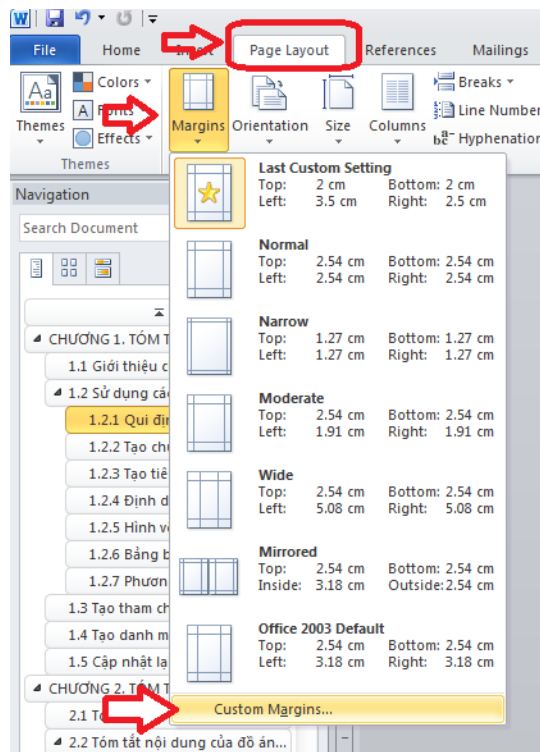 File Home Insert Page Layout References Mailings
Colors
Aa A Fonts
Effects
Themes
Margins Orientation Size Columns
Breaks
Line Number
Hyphenation
Themes
Navigation
Search Document
CHƯƠNG 1. TÓM T
1.1 Giới thiệu c
1.2 Sử dụng cá
1.2.1 Qui địn
1.2.2 Tạo ch
1.2.3 Tạo tiê
1.2.4 Định d
1.2.5 Hình v
1.2.6 Bảng b
1.2.7 Phươn
1.3 Tạo tham ch
1.4 Tạo danh m
1.5 Cập nhật lạ
CHƯƠNG 2. TÓM T
2.1 T
2.2 Tóm tắt nội dung của đồ án...
Last Custom Setting
Top: 2 cm Bottom: 2 cm
Left: 3.5 cm Right: 2.5 cm
Normal
Top: 2.54 cm Bottom: 2.54 cm
Left: 2.54 cm Right: 2.54 cm
Narrow
Top: 1.27 cm Bottom: 1.27 cm
Left: 1.27 cm Right: 1.27 cm
Moderate
Top: 2.54 cm Bottom: 2.54 cm
Left: 1.91 cm Right: 1.91 cm
Wide
Top: 2.54 cm Bottom: 2.54 cm
Left: 5.08 cm Right: 5.08 cm
Mirrored
Top: 2.54 cm Bottom: 2.54 cm
Inside: 3.18 cm Outside: 2.54 cm
Office 2003 Default
Top: 2.54 cm Bottom: 2.54 cm
Left: 3.18 cm Right: 3.18 cm
Custom Margins...